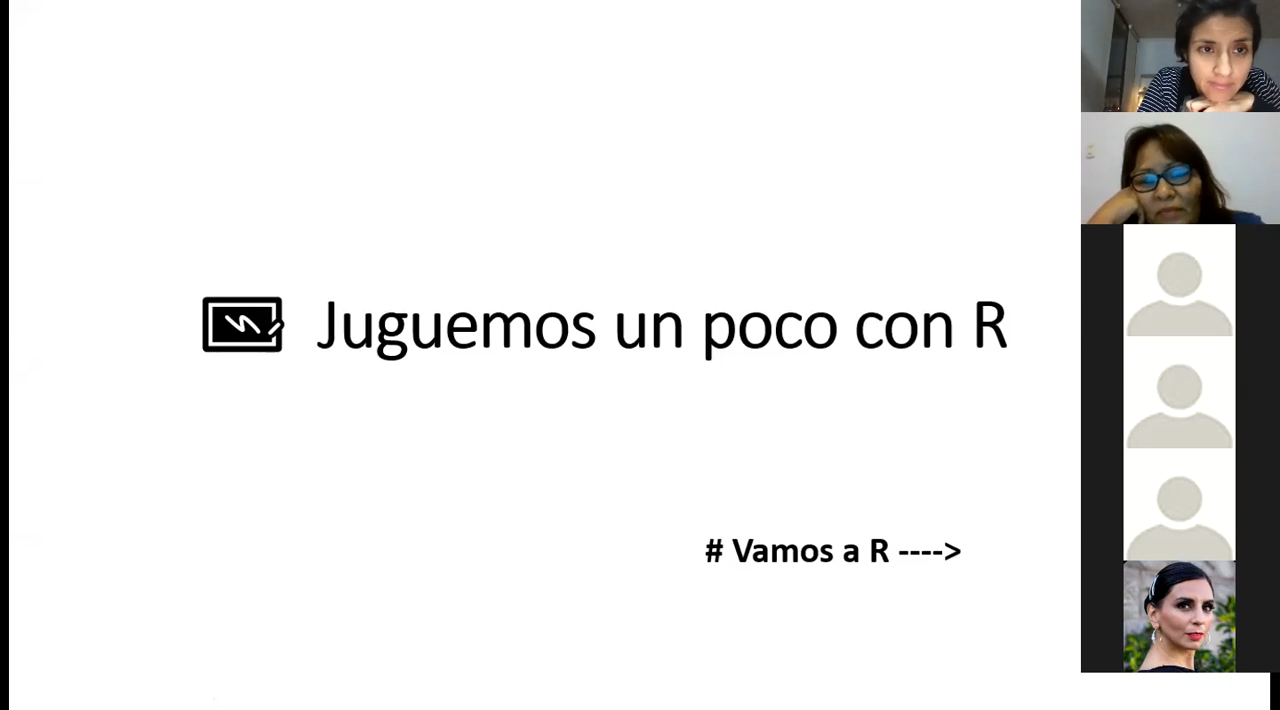 Juguemos un poco con R
# Vamos a R ---->